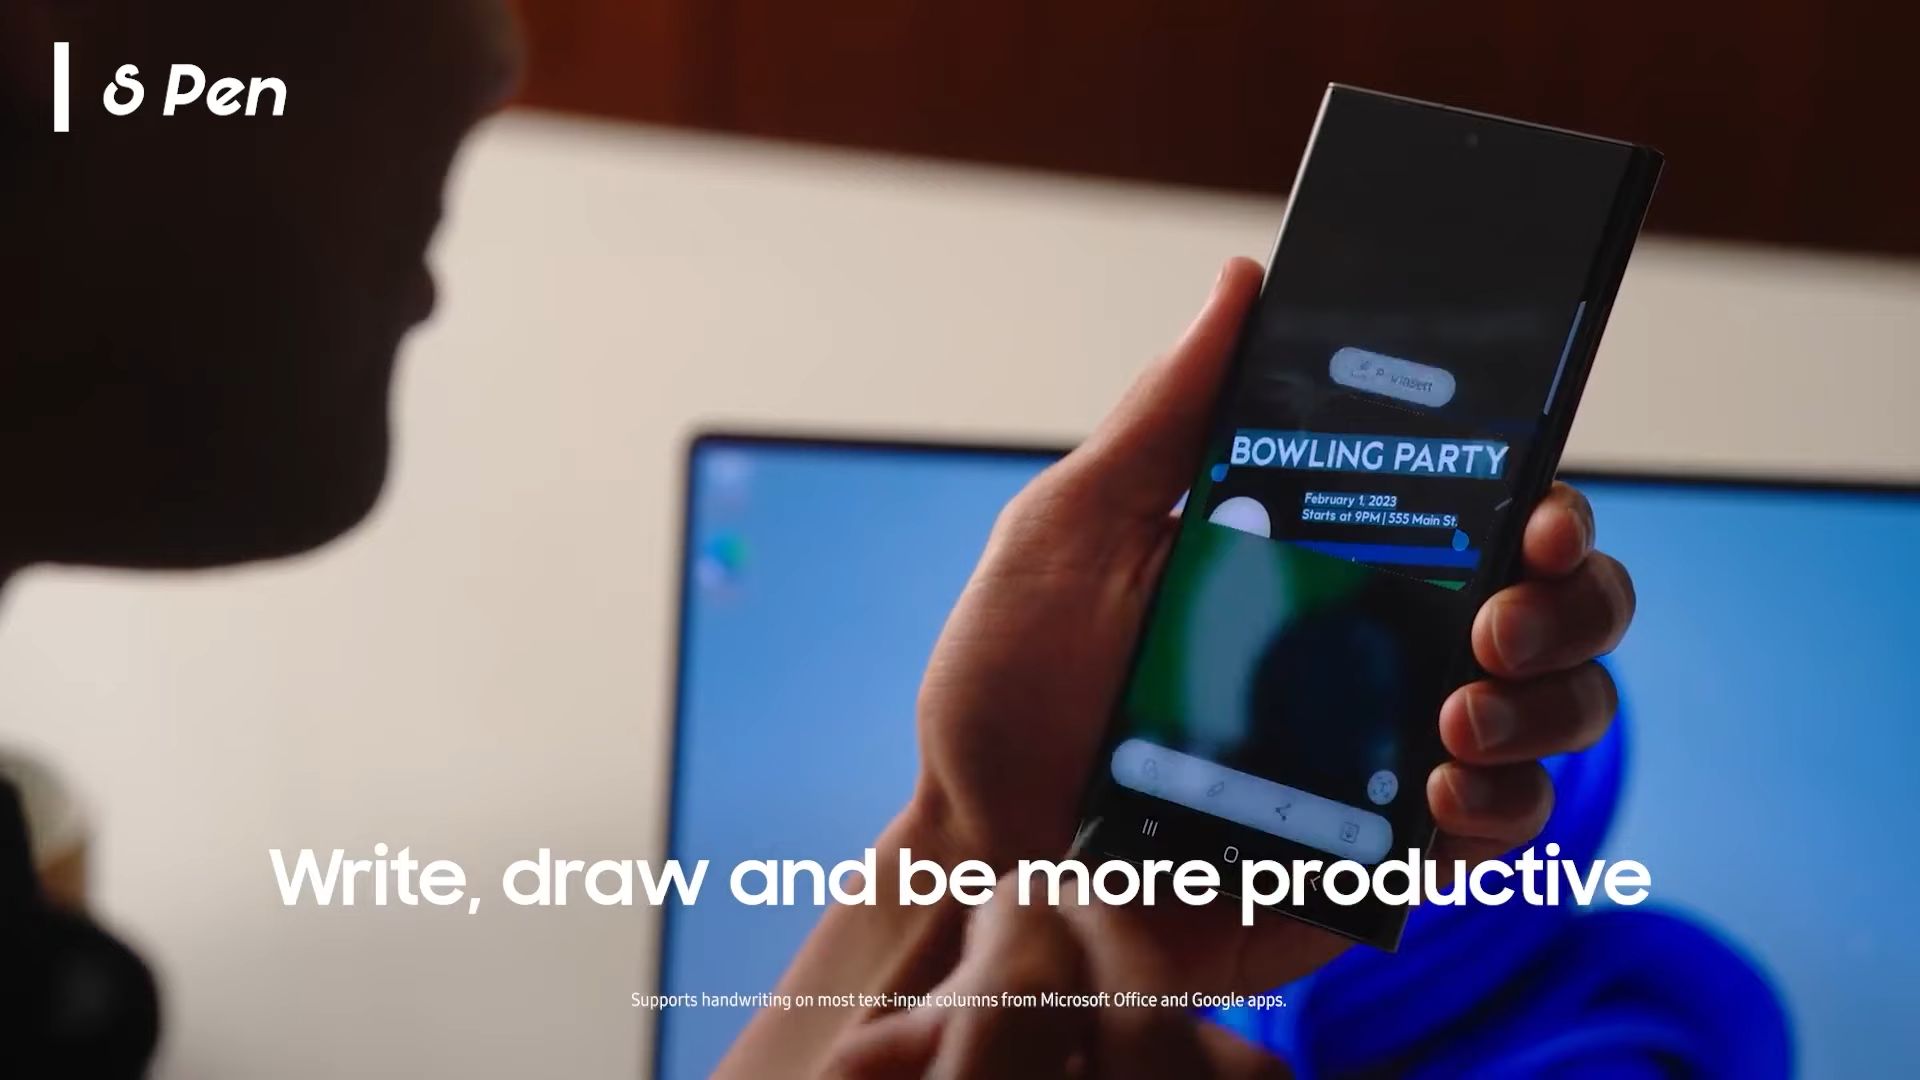 S Pen
BOWLING PARTY
February 1, 2023
Starts at 9PM | 555 Main St.
Write, draw and be more productive
Supports handwriting on most text-input columns from Microsoft Office and Google apps.